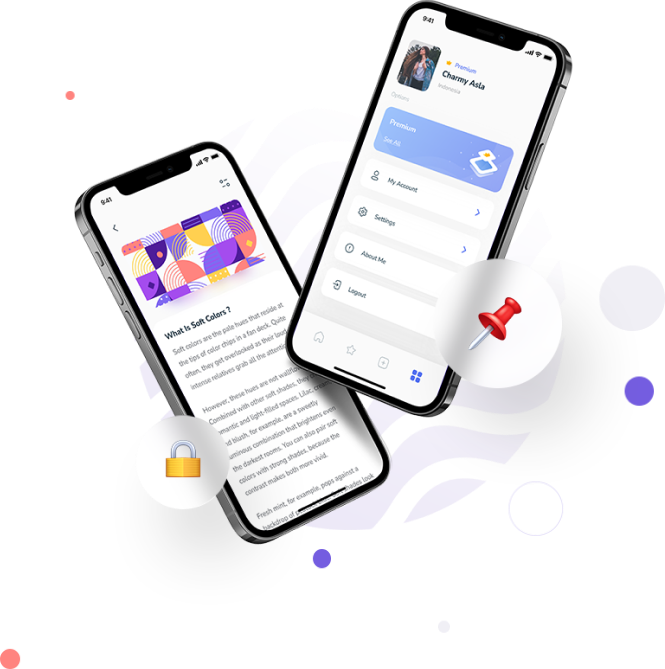 9:41
Premium
Charmy Asla
Indonesia
Options
Premium
See All
My Account
Settings
About Me
Logout
9:41
What Is Soft Colors ?
Soft colors are the pale hues that reside at
the tips of color chips in a fan deck. Quite
often, they get overlooked as their loud
intense relatives grab all the attention
However, these hues are not
Combined with other soft shades, they
and light-filled spaces. Lilac,
and blush, for example, are a sweetly
combination that brightens even
the darkest rooms. You can also pair soft
colors with strong shades, because the
contrast makes both more vivid.
Fresh mint, for example, pops against a
backdrop of shades look